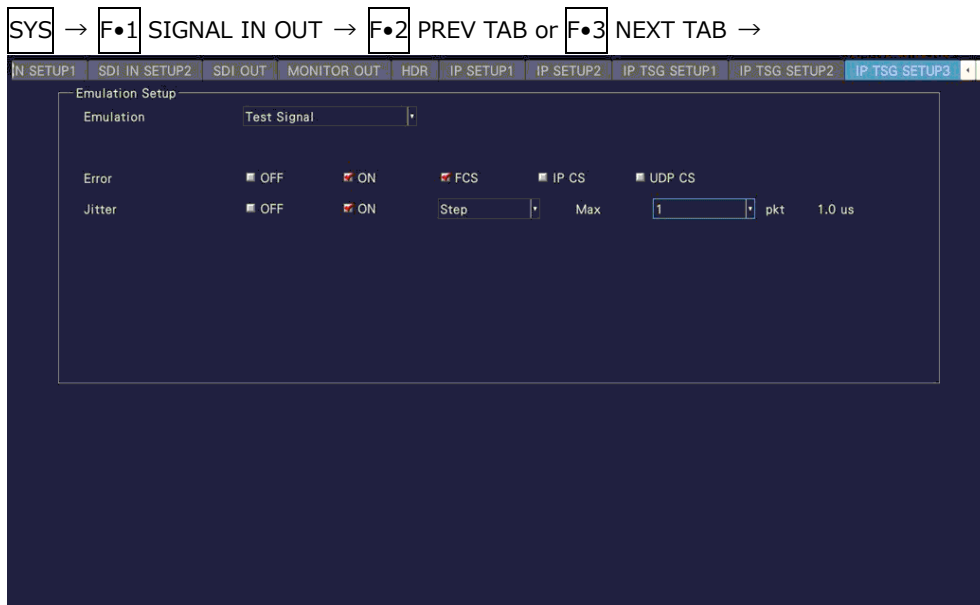 SYS → F•1 SIGNAL IN OUT → F•2 PREV TAB or F•3 NEXT TAB →
IN SETUP1 SDI IN SETUP2 SDI OUT MONITOR OUT HDR IP SETUP1 IP SETUP2 IP TSG SETUP1 IP TSG SETUP2 IP TSG SETUP3
Emulation Setup
Emulation Test Signal
Error OFF ON FCS IP CS UDP CS
Jitter OFF ON Step Max 1 pkt 1.0 us